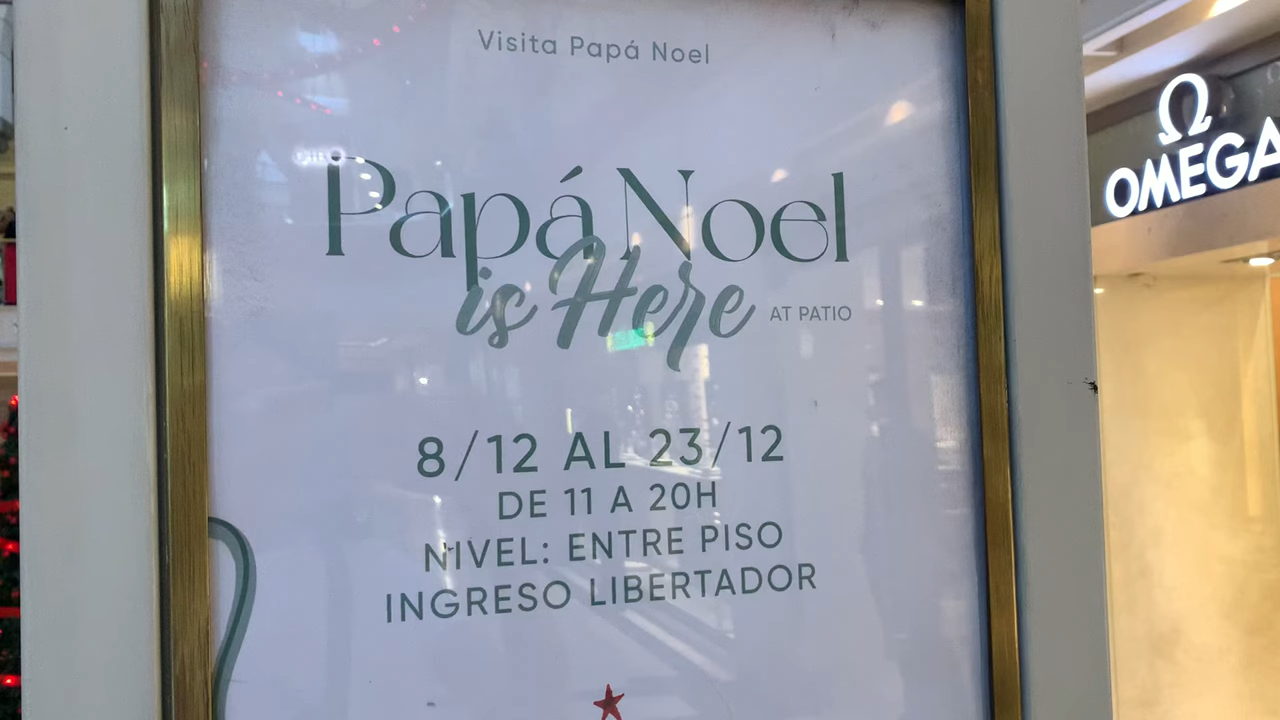 Visita Papá Noel
Papá Noel
is Here AT PATIO
8/12 AL 23/12
DE 11 A 20H
NIVEL: ENTRE PISO
INGRESO LIBERTADOR
Ω
OMEGA